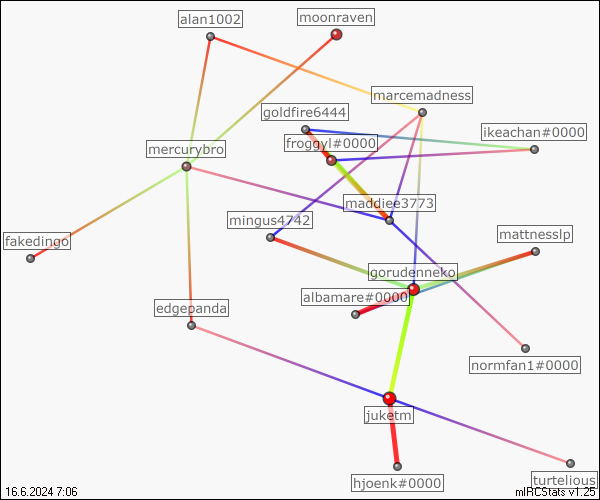 moonraven
alan1002
marcemadness
goldfire6444
ikeachan#0000
froggyl#0000
mercurybro
maddiee3773
mingus4742
mattnesslp
fakedingo
gorudenneko
albamare#0000
edgepanda
normfan1#0000
juketm
hjoenk#0000
turtelious
16.6.2024 7:06
mIRCStats v1.25